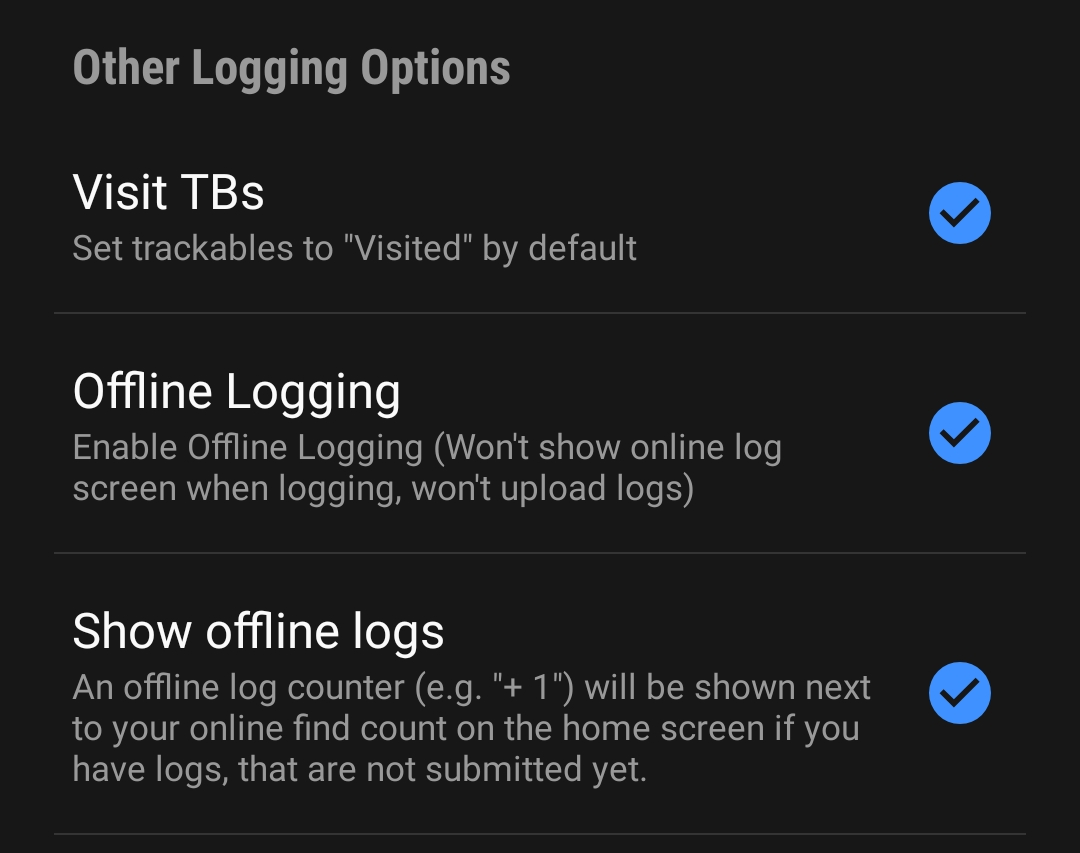 Other Logging Options
Visit TBs
Set trackables to "Visited" by default
Offline Logging
Enable Offline Logging (Won't show online log
screen when logging, won't upload logs)
Show offline logs
An offline log counter (e.g. "+ 1") will be shown next
to your online find count on the home screen if you
have logs, that are not submitted yet.